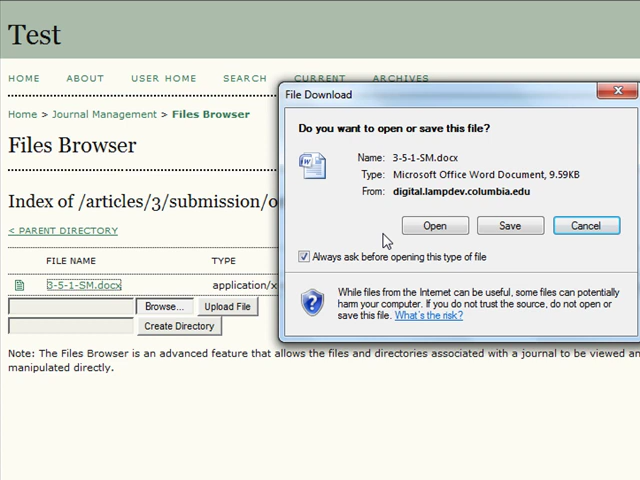 Test
HOME ABOUT USER HOME SEARCH CURRENT ARCHIVES
Home > Journal Management > Files Browser
Files Browser
Index of /articles/3/submission/o
< PARENT DIRECTORY
FILE NAME TYPE
3-5-1-SM.docx application/x
Browse... Upload File
Create Directory
Note: The Files Browser is an advanced feature that allows the files and directories associated with a journal to be viewed an
manipulated directly.
File Download
Do you want to open or save this file?
Name: 3-5-1-SM.docx
Type: Microsoft Office Word Document, 9.59KB
From: digital.lampdev.columbia.edu
Open Save Cancel
Always ask before opening this type of file
While files from the Internet can be useful, some files can potentially
harm your computer. If you do not trust the source, do not open or
save this file. What's the risk?